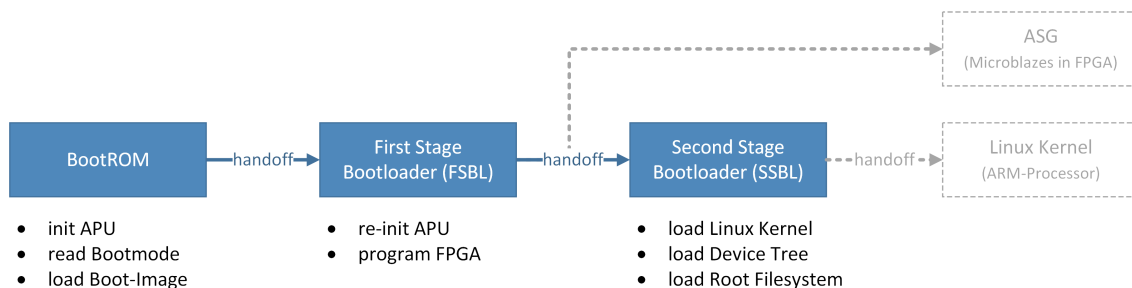 ASG
(Microblazes in FPGA)
BootROM
handoff
First Stage
Bootloader (FSBL)
handoff
Second Stage
Bootloader (SSBL)
handoff
Linux Kernel
(ARM-Processor)
• init APU
• read Bootmode
• load Boot-Image
• re-init APU
• program FPGA
• load Linux Kernel
• load Device Tree
• load Root Filesystem